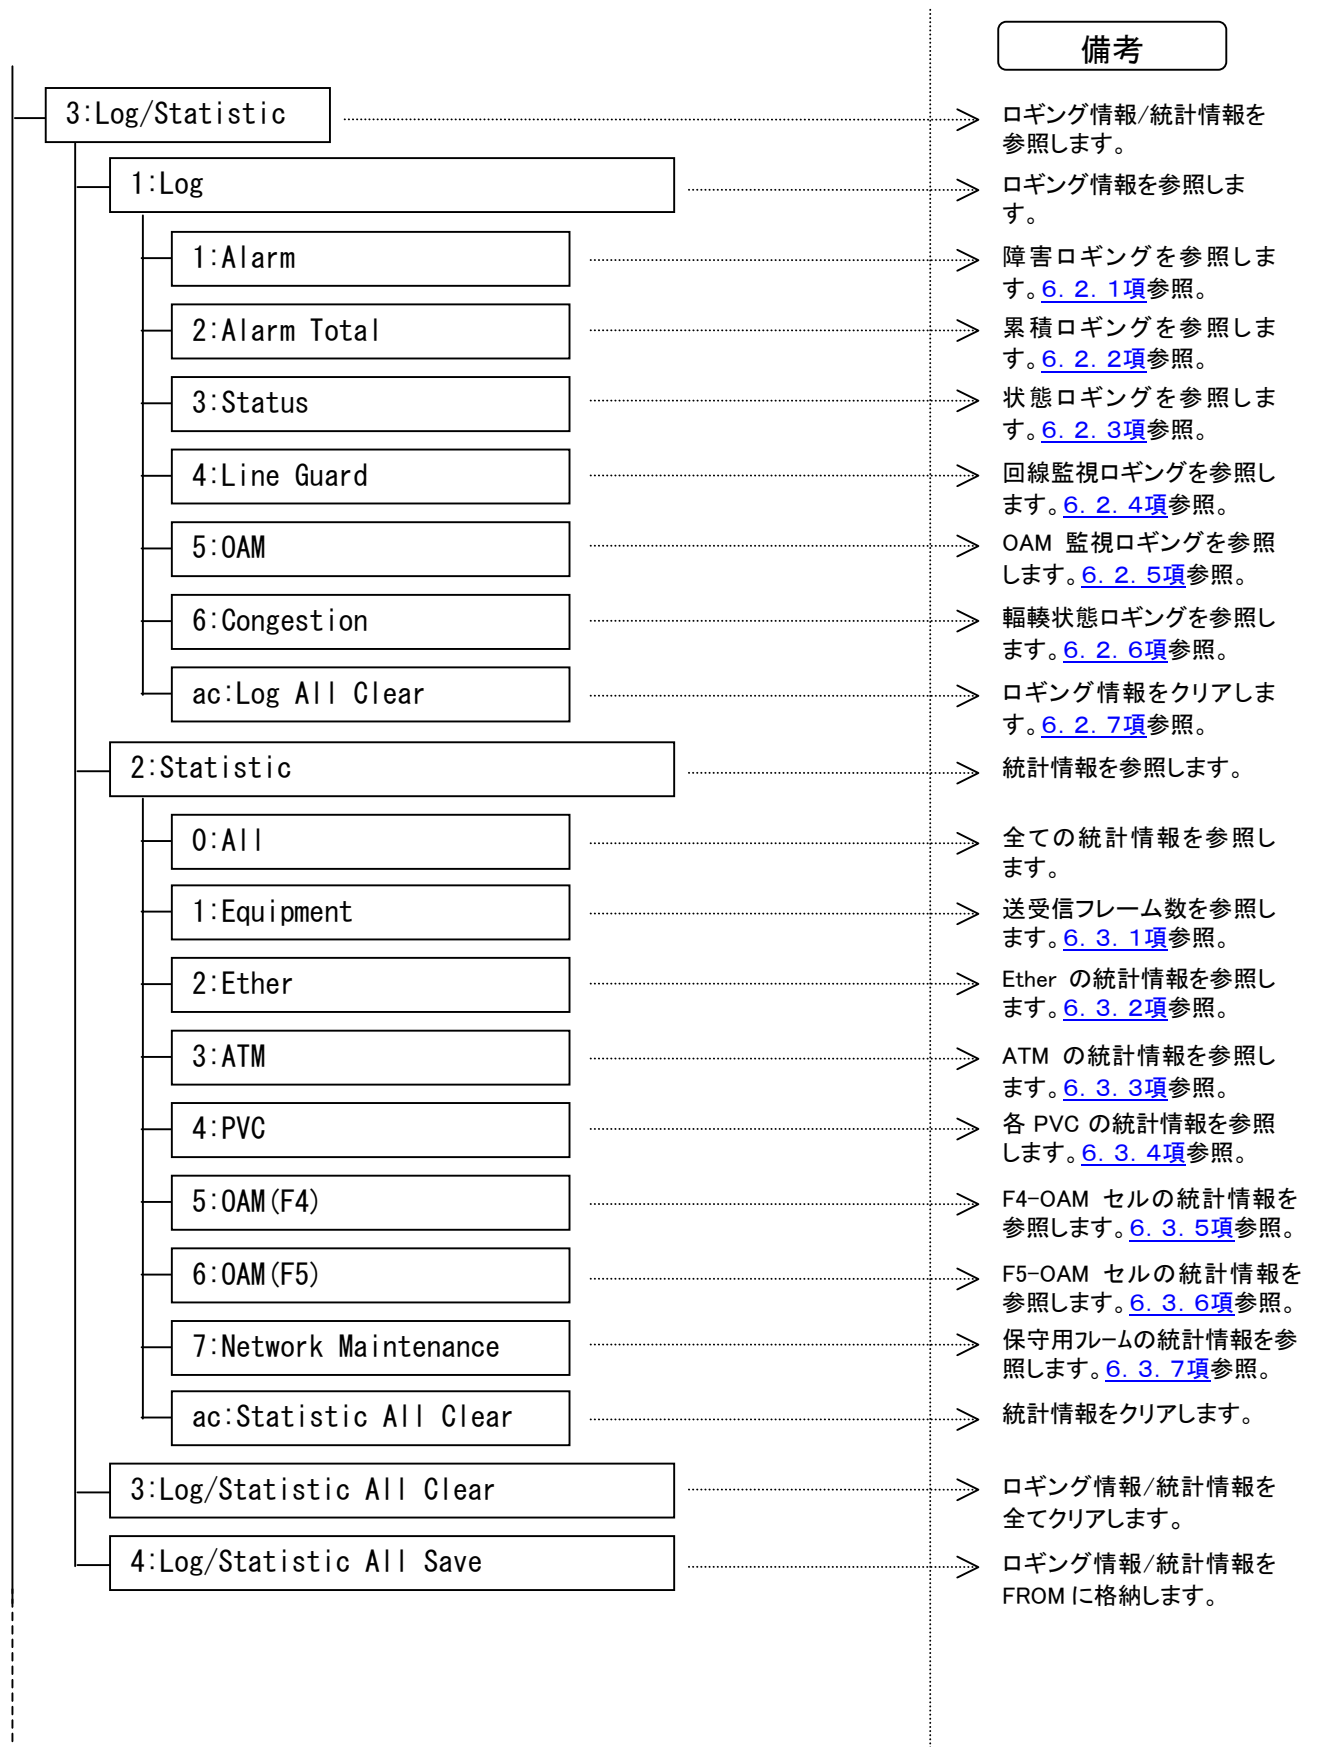 備考
3:Log/Statistic
ロギング情報/統計情報を
参照します。
1:Log
ロギング情報を参照しま
す。
1:Alarm
障害ロギングを参照しま
す。6.2.1項参照。
2:Alarm Total
累積ロギングを参照しま
す。6.2.2項参照。
3:Status
状態ロギングを参照しま
す。6.2.3項参照。
4:Line Guard
回線監視ロギングを参照し
ます。6.2.4項参照。
5:OAM
OAM 監視ロギングを参照
します。6.2.5項参照。
6:Congestion
輻輳状態ロギングを参照し
ます。6.2.6項参照。
ac:Log All Clear
ロギング情報をクリアしま
す。6.2.7項参照。
2:Statistic
統計情報を参照します。
0:All
全ての統計情報を参照し
ます。
1:Equipment
送受信フレーム数を参照し
ます。6.3.1項参照。
2:Ether
Ether の統計情報を参照し
ます。6.3.2項参照。
3:ATM
ATM の統計情報を参照し
ます。6.3.3項参照。
4:PVC
各 PVC の統計情報を参照
します。6.3.4項参照。
5:OAM(F4)
F4-OAM セルの統計情報を
参照します。6.3.5項参照。
6:OAM(F5)
F5-OAM セルの統計情報を
参照します。6.3.6項参照。
7:Network Maintenance
保守用フレームの統計情報を参
照します。6.3.7項参照。
ac:Statistic All Clear
統計情報をクリアします。
3:Log/Statistic All Clear
ロギング情報/統計情報を
全てクリアします。
4:Log/Statistic All Save
ロギング情報/統計情報を
FROM に格納します。